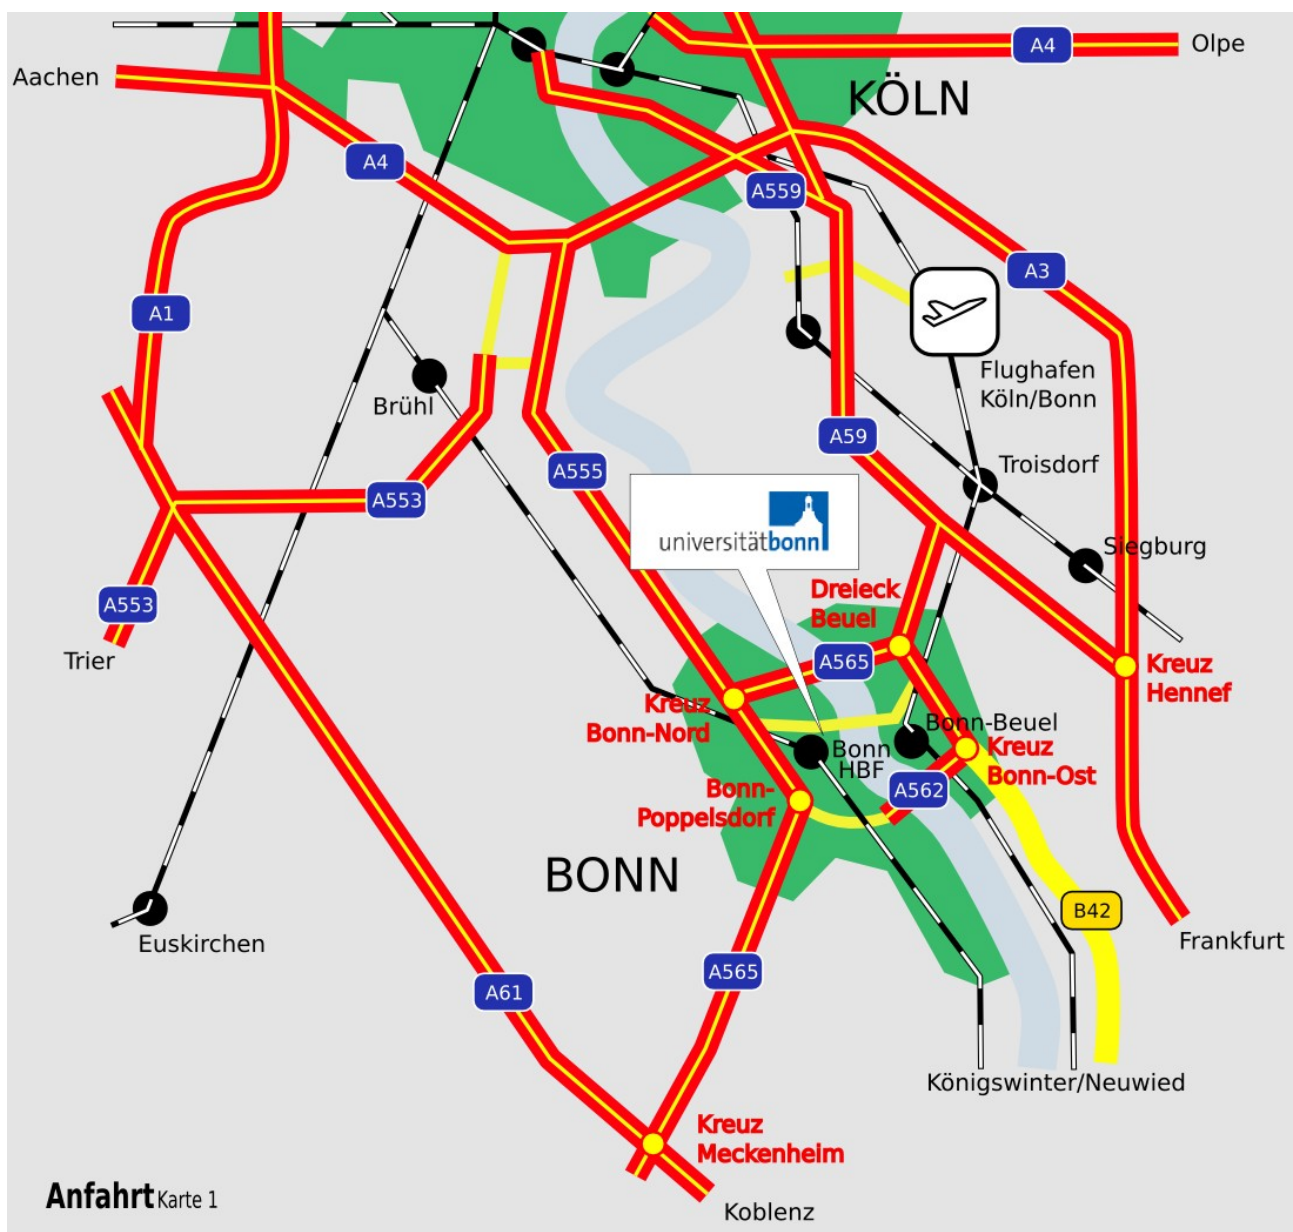 A4
Olpe
Aachen
KÖLN
A4
A559
A3
A1
Flughafen
Köln/Bonn
Brühl
A59
A555
Troisdorf
A553
universitätbonn
Siegburg
Dreieck
Beuel
A553
Trier
A565
Kreuz
Hennef
Kreuz
Bonn-Nord
Bonn-Beuel
Bonn
HBF
Kreuz
Bonn-Ost
A562
Bonn-
Poppelsdorf
BONN
B42
Euskirchen
Frankfurt
A565
A61
Königswinter/Neuwied
Kreuz
Meckenheim
Anfahrt Karte 1
Koblenz